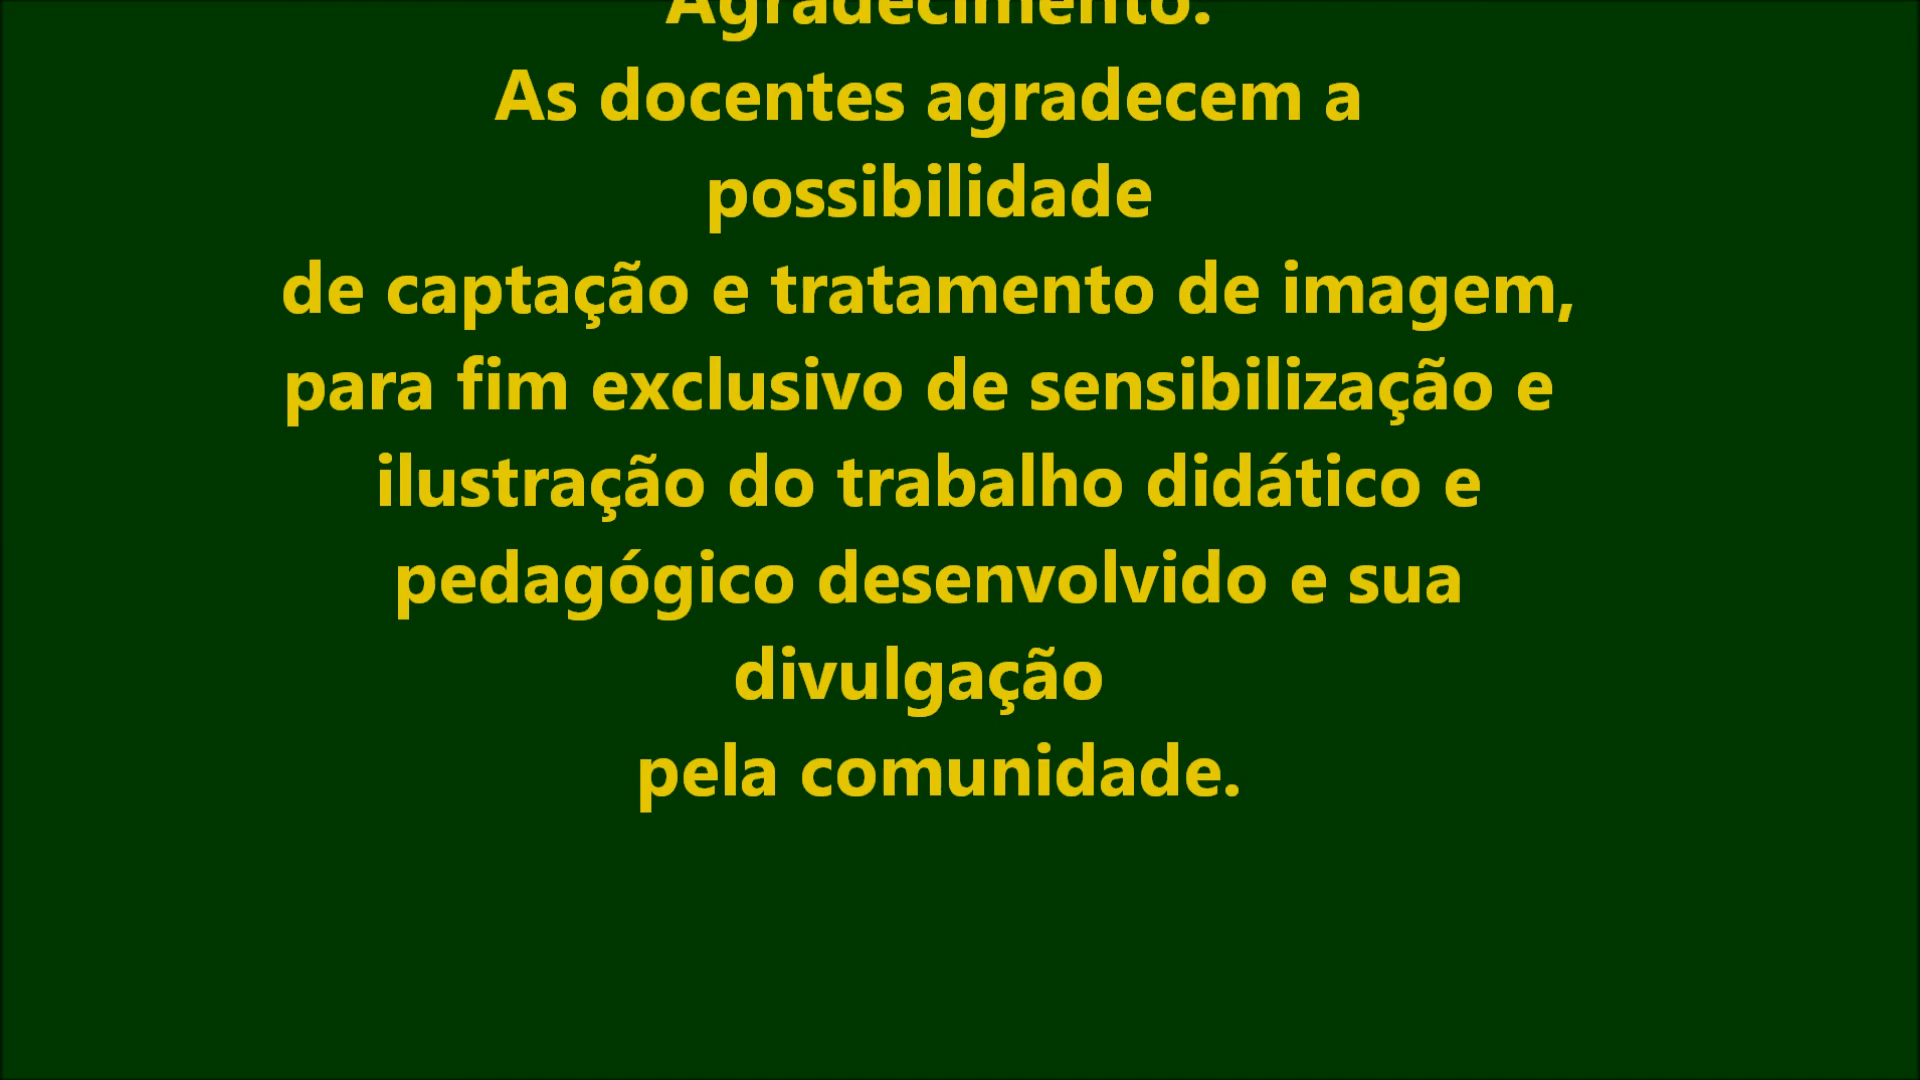 Agradecimento.
As docentes agradecem a
possibilidade
de captação e tratamento de imagem,
para fim exclusivo de sensibilização e
ilustração do trabalho didático e
pedagógico desenvolvido e sua
divulgação
pela comunidade.